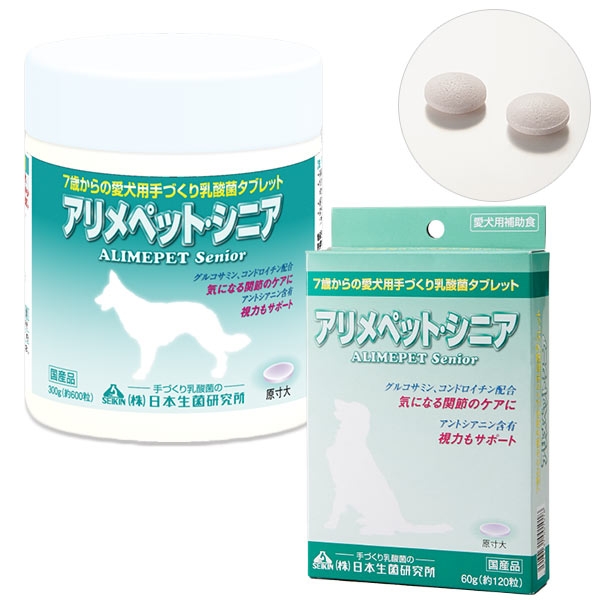 7歳からの愛犬用手づくり乳酸菌タブレット
アリメペット・シニア
ALIMEPET Senior
グルコサミン、コンドロイチン配合
気になる関節のケアに
アントシアニン含有
視力もサポート
国産品
300g(約600粒)
手づくり乳酸菌の
SEIKIN (株)日本生菌研究所
原寸大
愛犬用補助食
7歳からの愛犬用手づくり乳酸菌タブレット
アリメペット・シニア
ALIMEPET Senior
グルコサミン、コンドロイチン配合
気になる関節のケアに
アントシアニン含有
視力もサポート
原寸大
手づくり乳酸菌の
SEIKIN (株)日本生菌研究所
国産品
60g(約120粒)
アリメペット・シニア